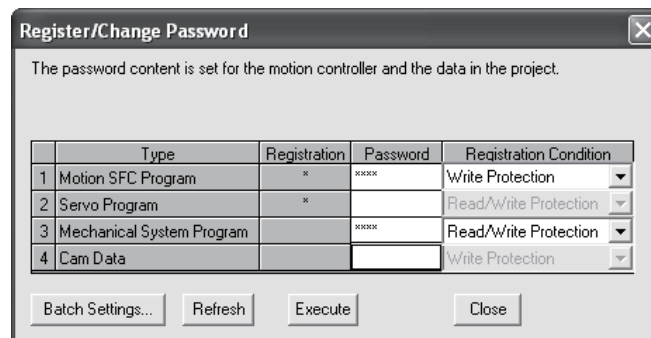 Register/Change Password
The password content is set for the motion controller and the data in the project.
Type Registration Password Registration Condition
1 Motion SFC Program * **** Write Protection
2 Servo Program * Read/Write Protection
3 Mechanical System Program **** Read/Write Protection
4 Cam Data Write Protection
Batch Settings... Refresh Execute Close